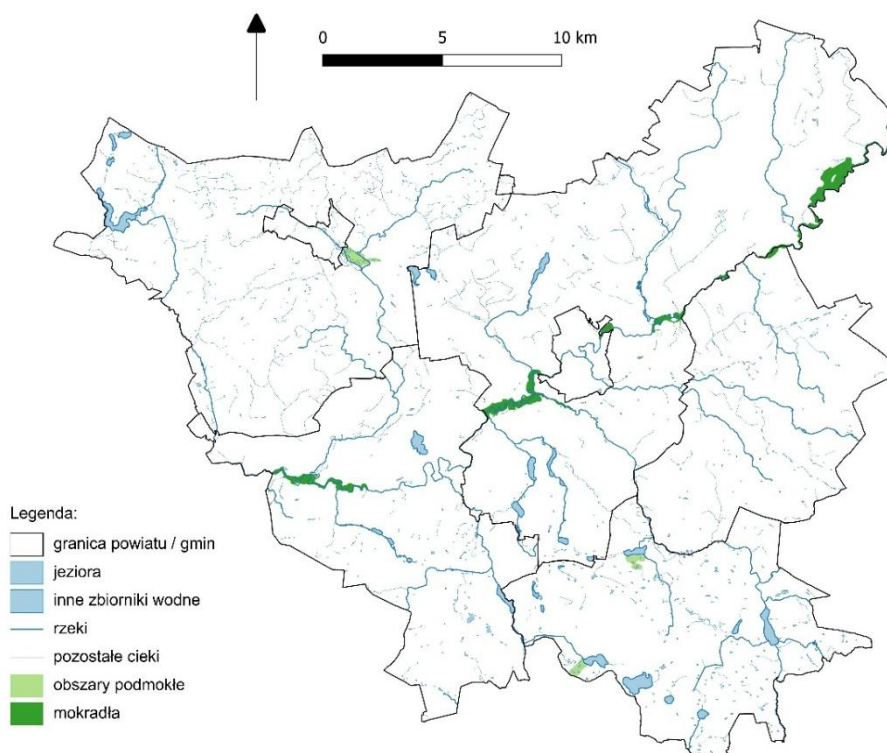 0 5 10 km
Legenda:
granica powiatu / gmin
jeziora
inne zbiorniki wodne
rzeki
pozostałe cieki
obszary podmokłe
mokradła